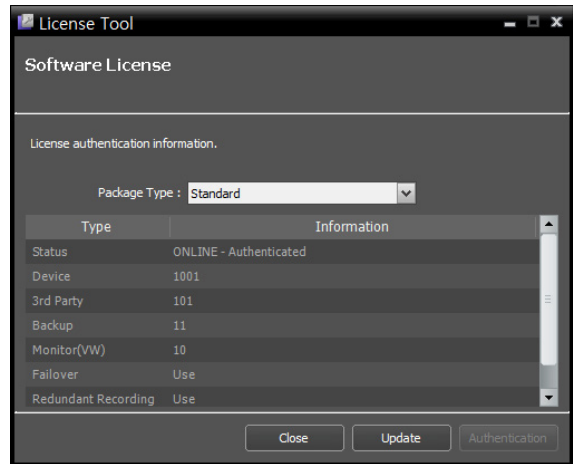 License Tool
Software License
License authentication information.
Package Type : Standard
Type Information
Status ONLINE - Authenticated
Device 1001
3rd Party 101
Backup 11
Monitor(VW) 10
Failover Use
Redundant Recording Use
Close Update Authentication